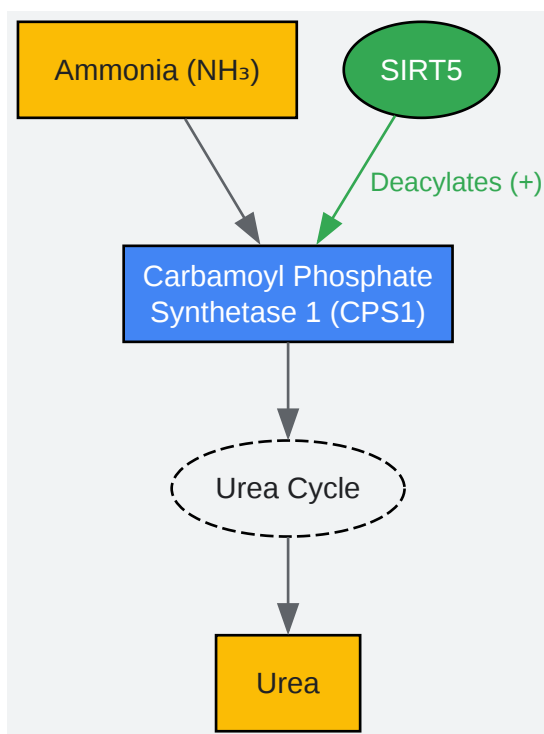 Ammonia (NH₃)
SIRT5
Deacylates (+)
Carbamoyl Phosphate
Synthetase 1 (CPS1)
Urea Cycle
Urea